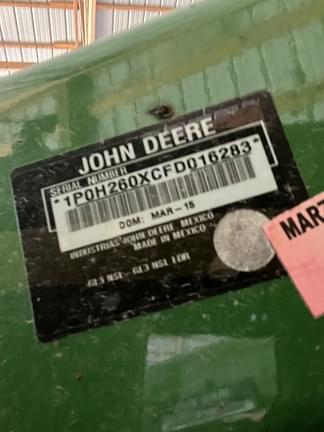 JOHN DEERE
SERIAL NUMBER
*1P0H260XCFD016283*
DOM: MAR-15
INDUSTRIAS JOHN DEERE MEXICO
MADE IN MEXICO
MAR